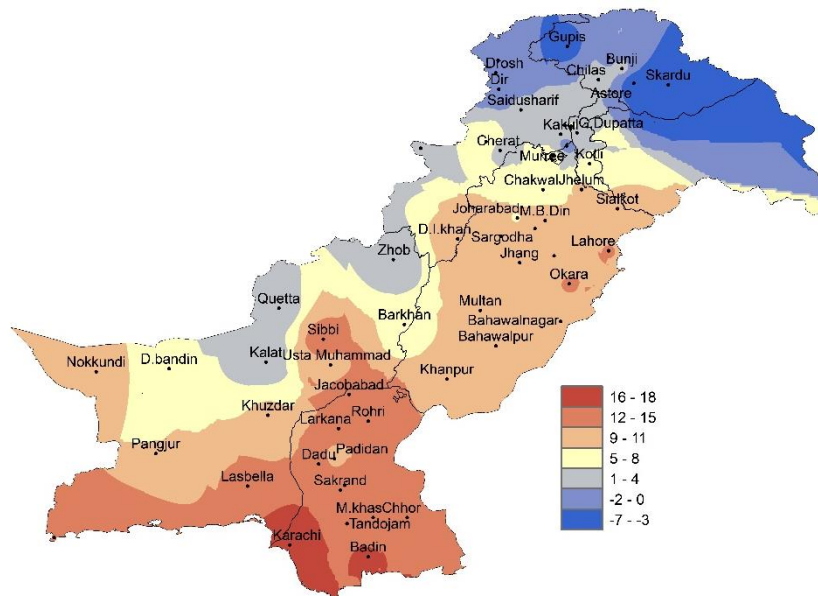 Gupis
Drosh
Bunji
Chilas
Dir
Skardu
Astore
Saidusharif
Kakul
G.Dupatta
Cherat
Murree
Kotli
Chakwal
Jhelum
Sialkot
Joharabad
M.B.Din
D.I.khan
Sargodha
Lahore
Jhang
Zhob
Okara
Quetta
Multan
Barkhan
Bahawalnagar
Sibbi
Bahawalpur
Nokkundi
D.bandin
Kalat
Usta Muhammad
Khanpur
Jacobabad
Khuzdar
Larkana
Rohri
Pangjur
Padidan
Dadu
Lasbella
Sakrand
M.khas
Chhor
Tandojam
Karachi
Badin
16 - 18
12 - 15
9 - 11
5 - 8
1 - 4
-2 - 0
-7 - -3